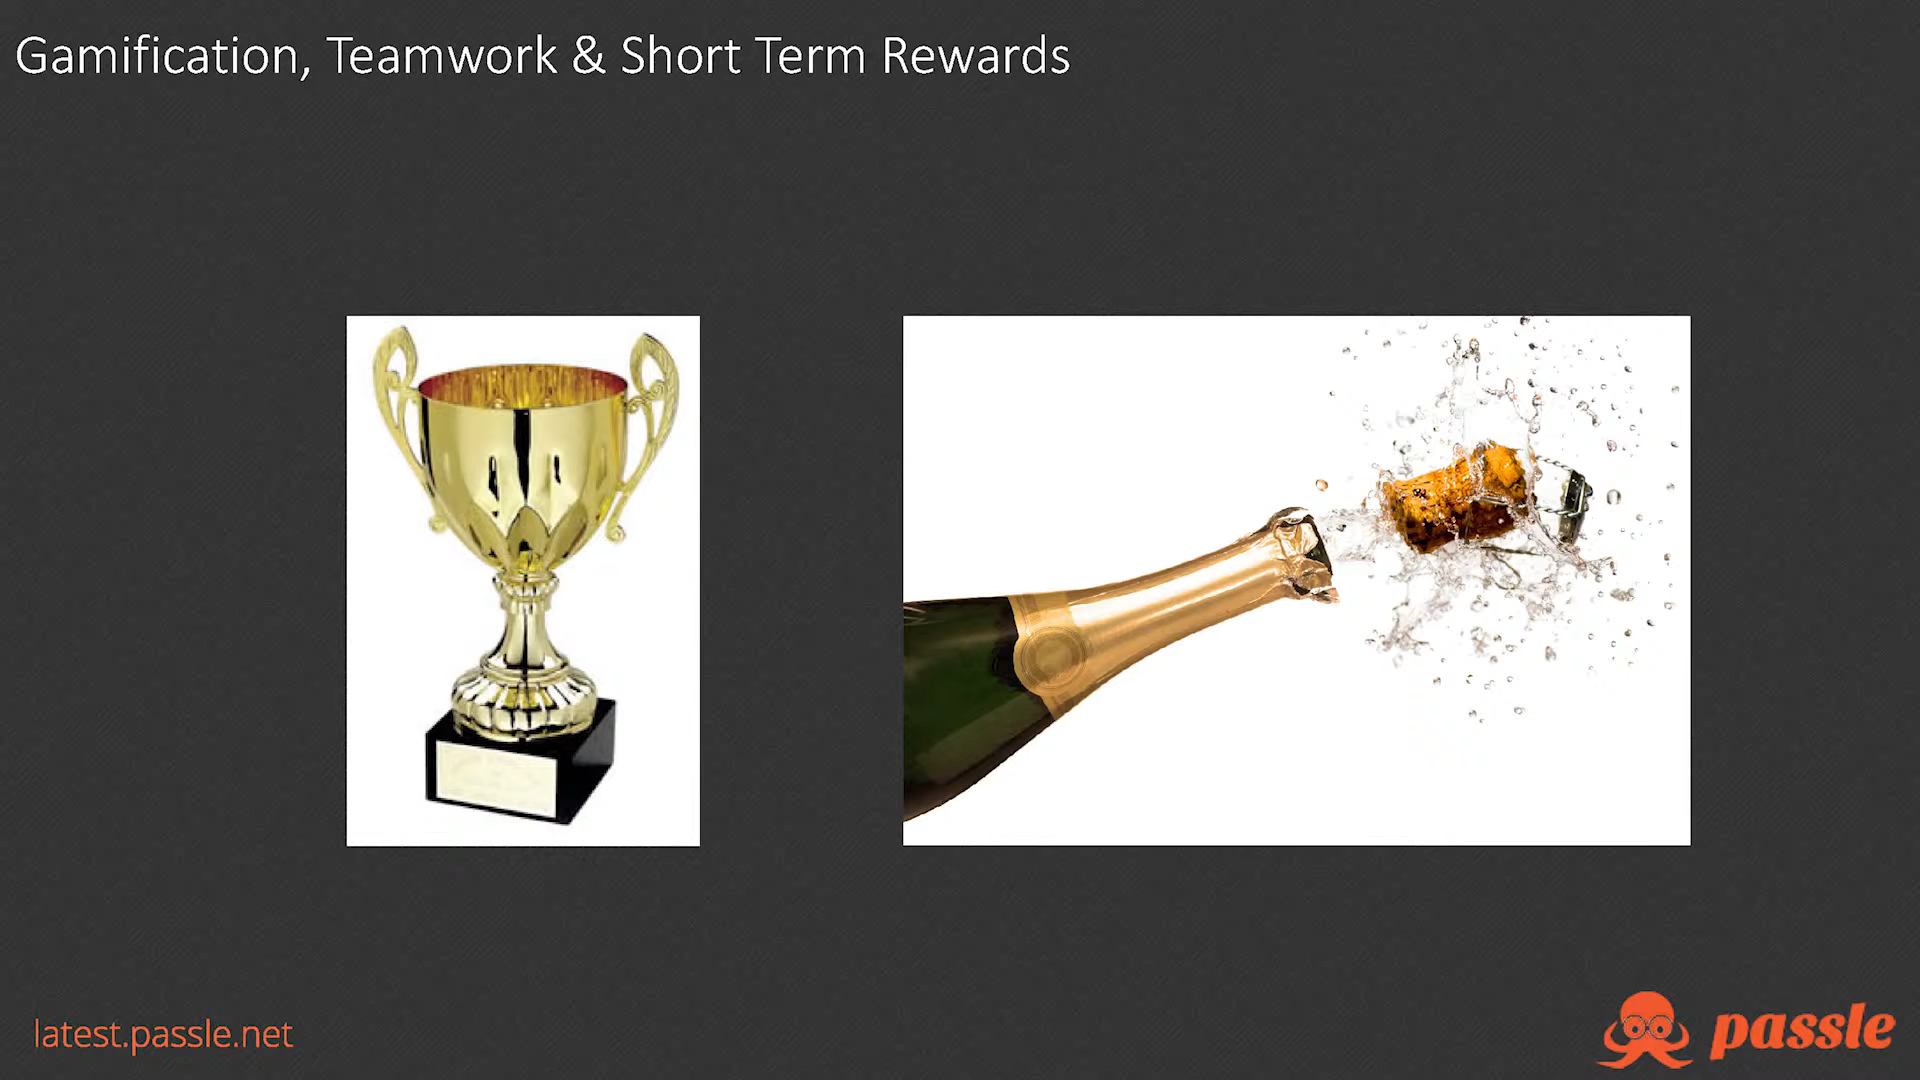 Gamification, Teamwork & Short Term Rewards
latest.passle.net
passle